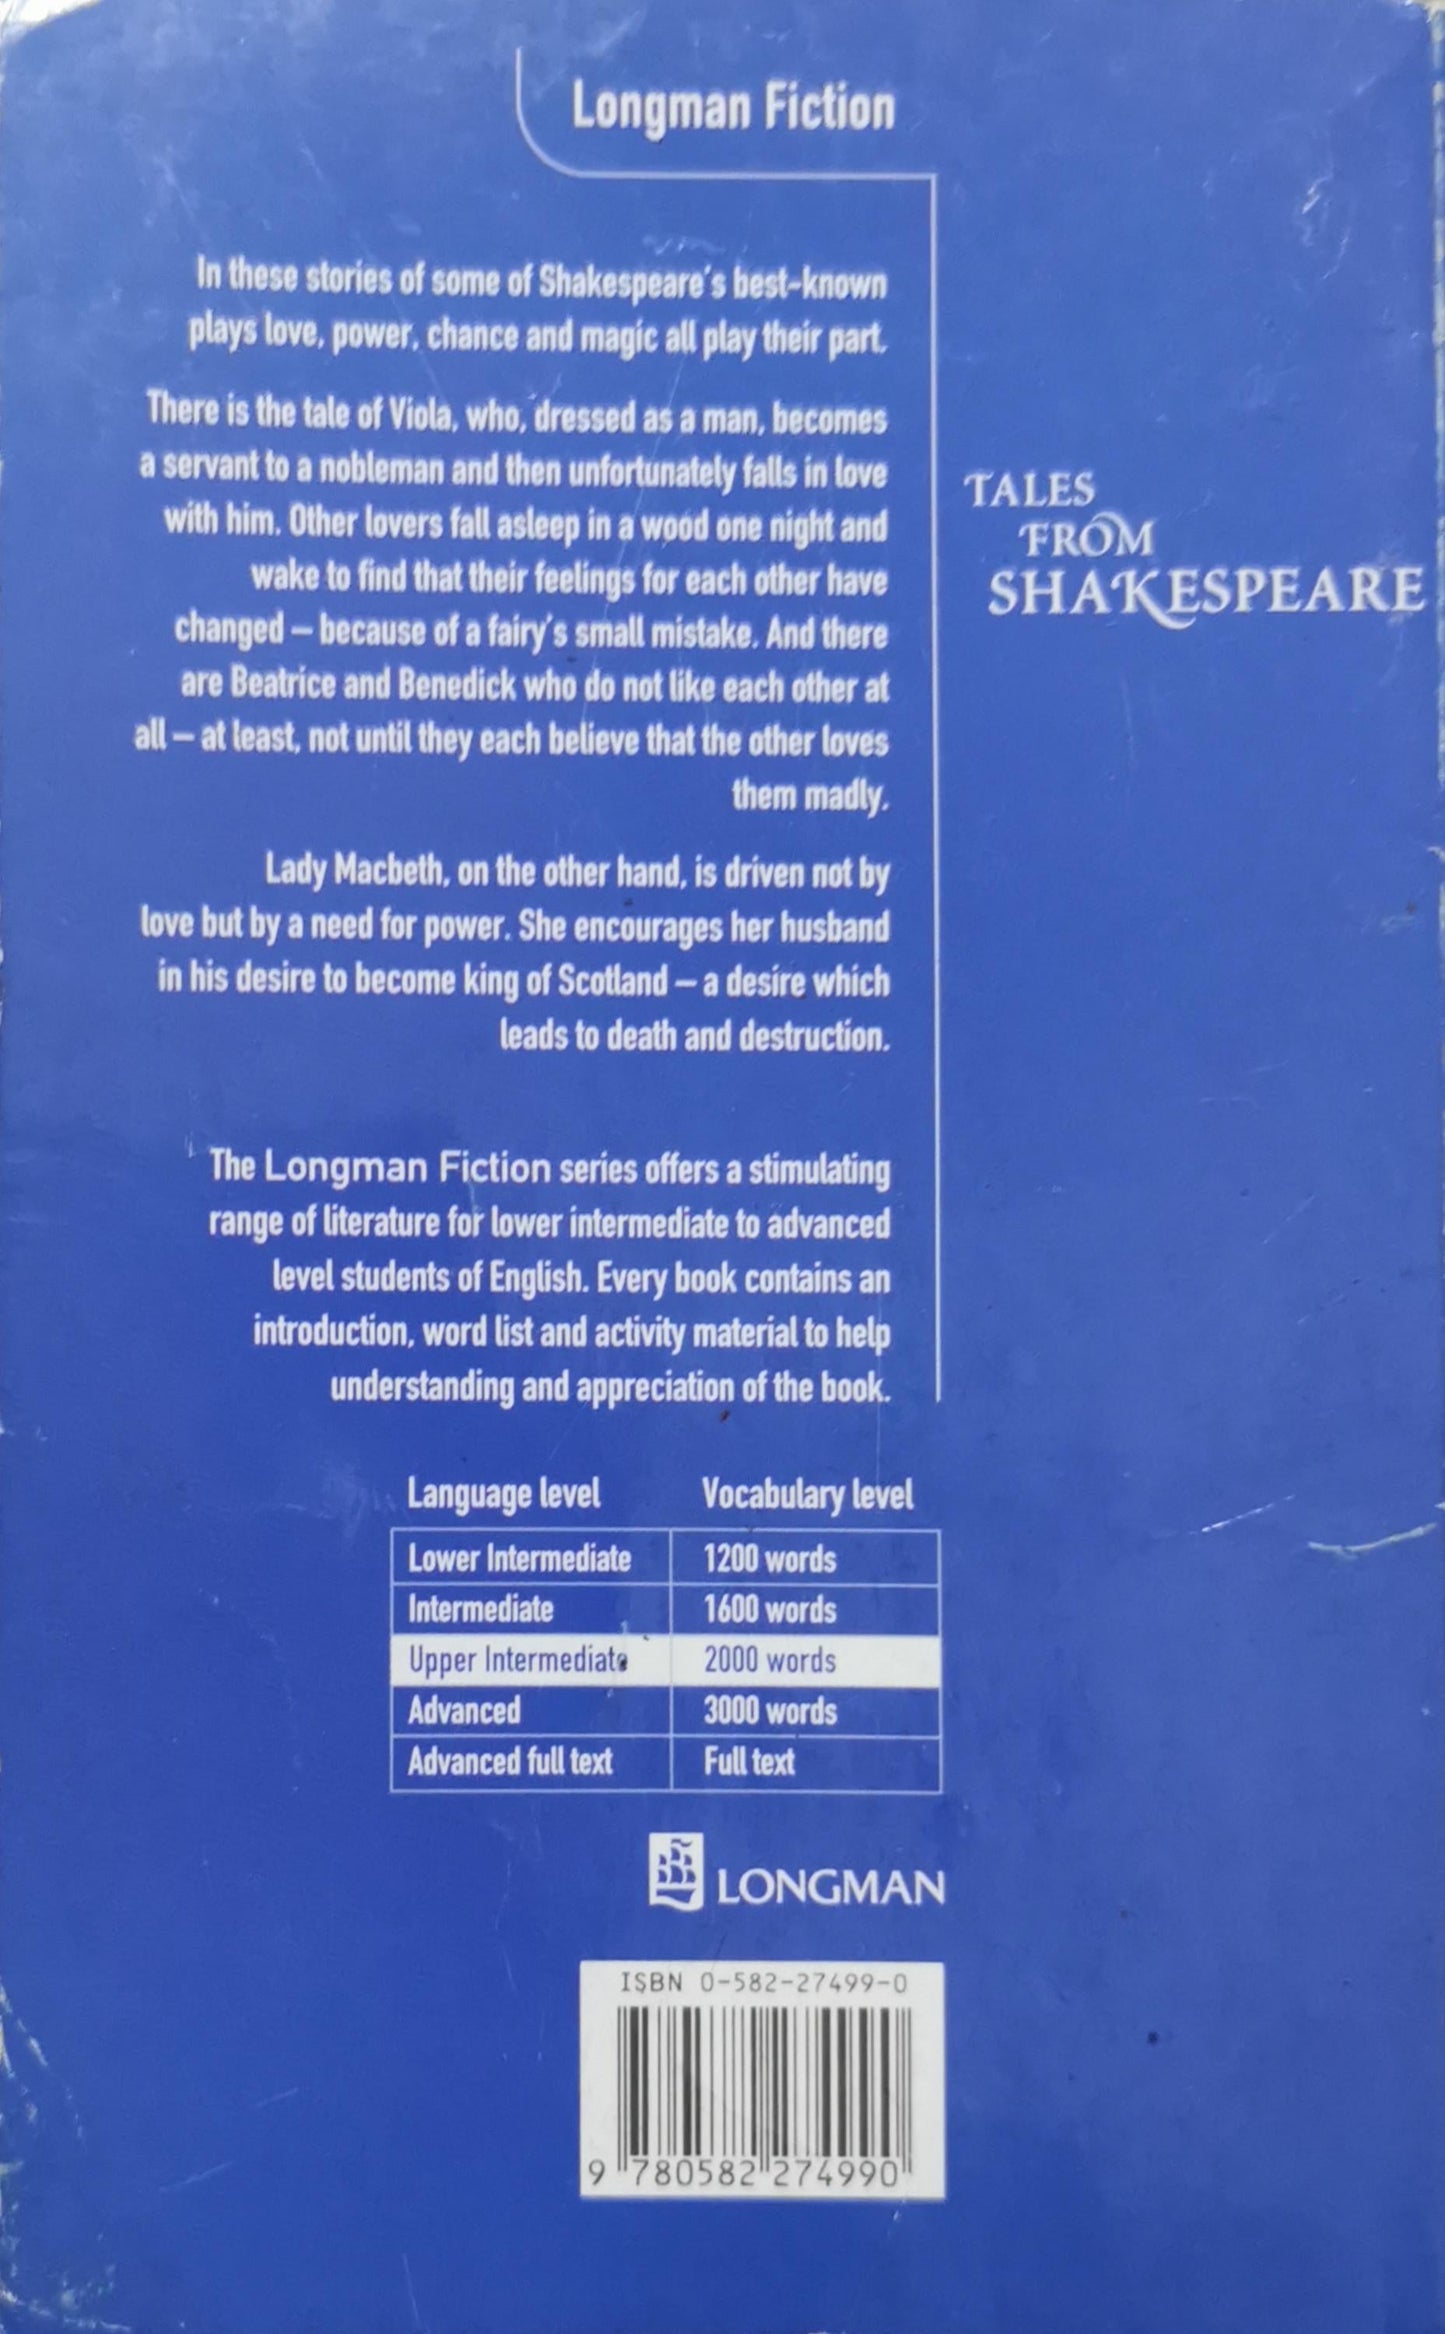 Longman Fiction
In these stories of some of Shakespeare's best-known
plays love, power, chance and magic all play their part.
There is the tale of Viola, who, dressed as a man, becomes
a servant to a nobleman and then unfortunately falls in love
with him. Other lovers fall asleep in a wood one night and
wake to find that their feelings for each other have
changed – because of a fairy's small mistake. And there
are Beatrice and Benedick who do not like each other at
all – at least, not until they each believe that the other loves
them madly.
Lady Macbeth, on the other hand, is driven not by
love but by a need for power. She encourages her husband
in his desire to become king of Scotland – a desire which
leads to death and destruction.
The Longman Fiction series offers a stimulating
range of literature for lower intermediate to advanced
level students of English. Every book contains an
introduction, word list and activity material to help
understanding and appreciation of the book.
TALES
FROM
SHAKESPEARE
Language level Vocabulary level
Lower Intermediate 1200 words
Intermediate 1600 words
Upper Intermediate 2000 words
Advanced 3000 words
Advanced full text Full text
LONGMAN
ISBN 0-582-27499-0
9 780582 274990